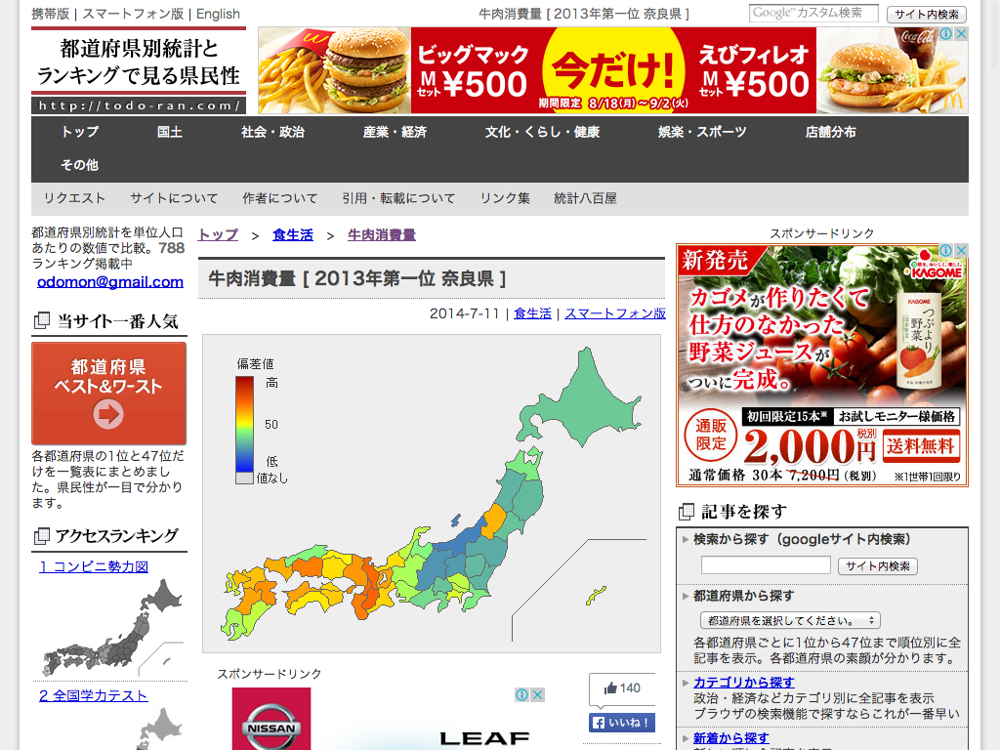 携帯版 | スマートフォン版 | English
牛肉消費量 [ 2013年第一位 奈良県 ]
Google™カスタム検索
サイト内検索
都道府県別統計と
ランキングで見る県民性
http://todo-ran.com/
ビッグマック
Mセット ¥500
今だけ!
期間限定 8/18(月)～9/2(火)
えびフィレオ
Mセット ¥500
Coca-Cola
トップ 国土 社会・政治 産業・経済 文化・くらし・健康 娯楽・スポーツ 店舗分布
その他
リクエスト サイトについて 作者について 引用・転載について リンク集 統計八百屋
都道府県別統計を単位人口
あたりの数値で比較。788
ランキング掲載中
odomon@gmail.com
当サイト一番人気
都道府県
ベスト&ワースト
各都道府県の1位と47位だ
けを一覧表にまとめまし
た。県民性が一目で分かり
ます。
アクセスランキング
1 コンビニ勢力図
2 全国学力テスト
トップ > 食生活 > 牛肉消費量
牛肉消費量 [ 2013年第一位 奈良県 ]
2014-7-11 | 食生活 | スマートフォン版
偏差値
高
50
低
値なし
スポンサードリンク
NISSAN
LEAF
140
いいね！
スポンサードリンク
新発売
KAGOME
カゴメが作りたくて
仕方のなかった
野菜ジュースが
ついに完成。
KAGOME
つぶより
野菜
通販
限定
初回限定15本※ お試しモニター様価格
2,000円 税別 送料無料
通常価格 30本 7,200円(税別) ※1世帯1回限り
記事を探す
検索から探す（googleサイト内検索）
サイト内検索
都道府県から探す
都道府県を選択してください。
各都道府県ごとに1位から47位まで順位別に全
記事を表示。各都道府県の素顔が分かります。
カテゴリから探す
政治・経済などカテゴリ別に全記事を表示
ブラウザの検索機能で探すならこれが一番早い
新着から探す